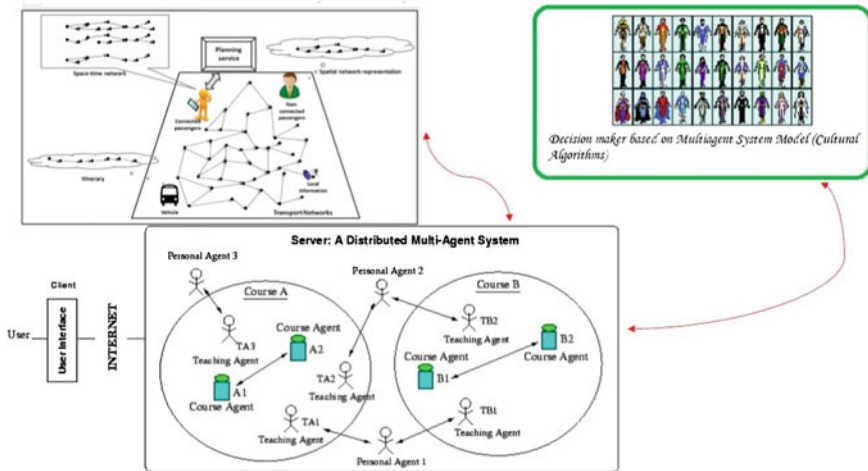 Planning
service
Space-time network
Spatial network representation
Connected
passengers
Non-
connected
passengers
Itinerary
Local
information
Vehicle
Transport Networks
Decision maker based on Multiagent System Model (Cultural
Algorithms)
Server: A Distributed Multi-Agent System
Personal Agent 3
Personal Agent 2
Client
Course A
Course B
User
User Interface
INTERNET
TA3
Teaching Agent
Course Agent
A2
TB2
Teaching Agent
B2
Course Agent
Course Agent
B1
A1
Course Agent
TA2
Teaching Agent
TA1
Teaching Agent
TB1
Teaching Agent
Personal Agent 1